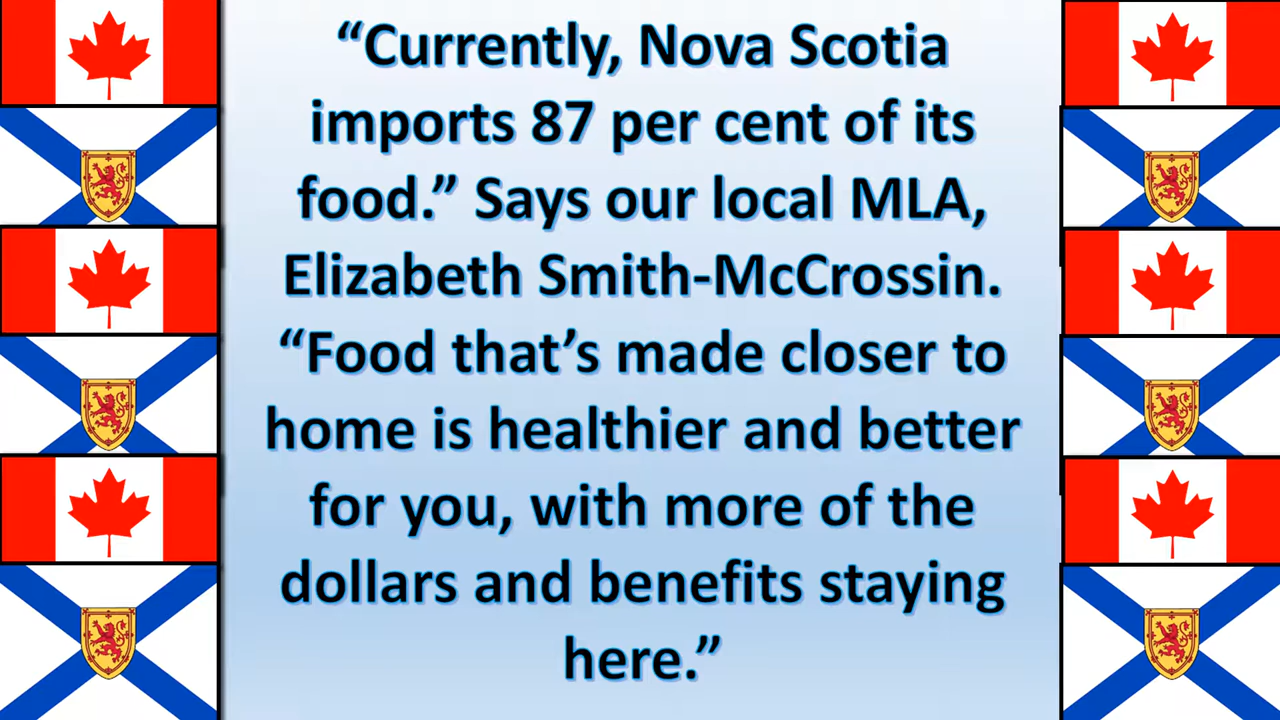 “Currently, Nova Scotia
imports 87 per cent of its
food.” Says our local MLA,
Elizabeth Smith-McCrossin.
“Food that’s made closer to
home is healthier and better
for you, with more of the
dollars and benefits staying
here.”